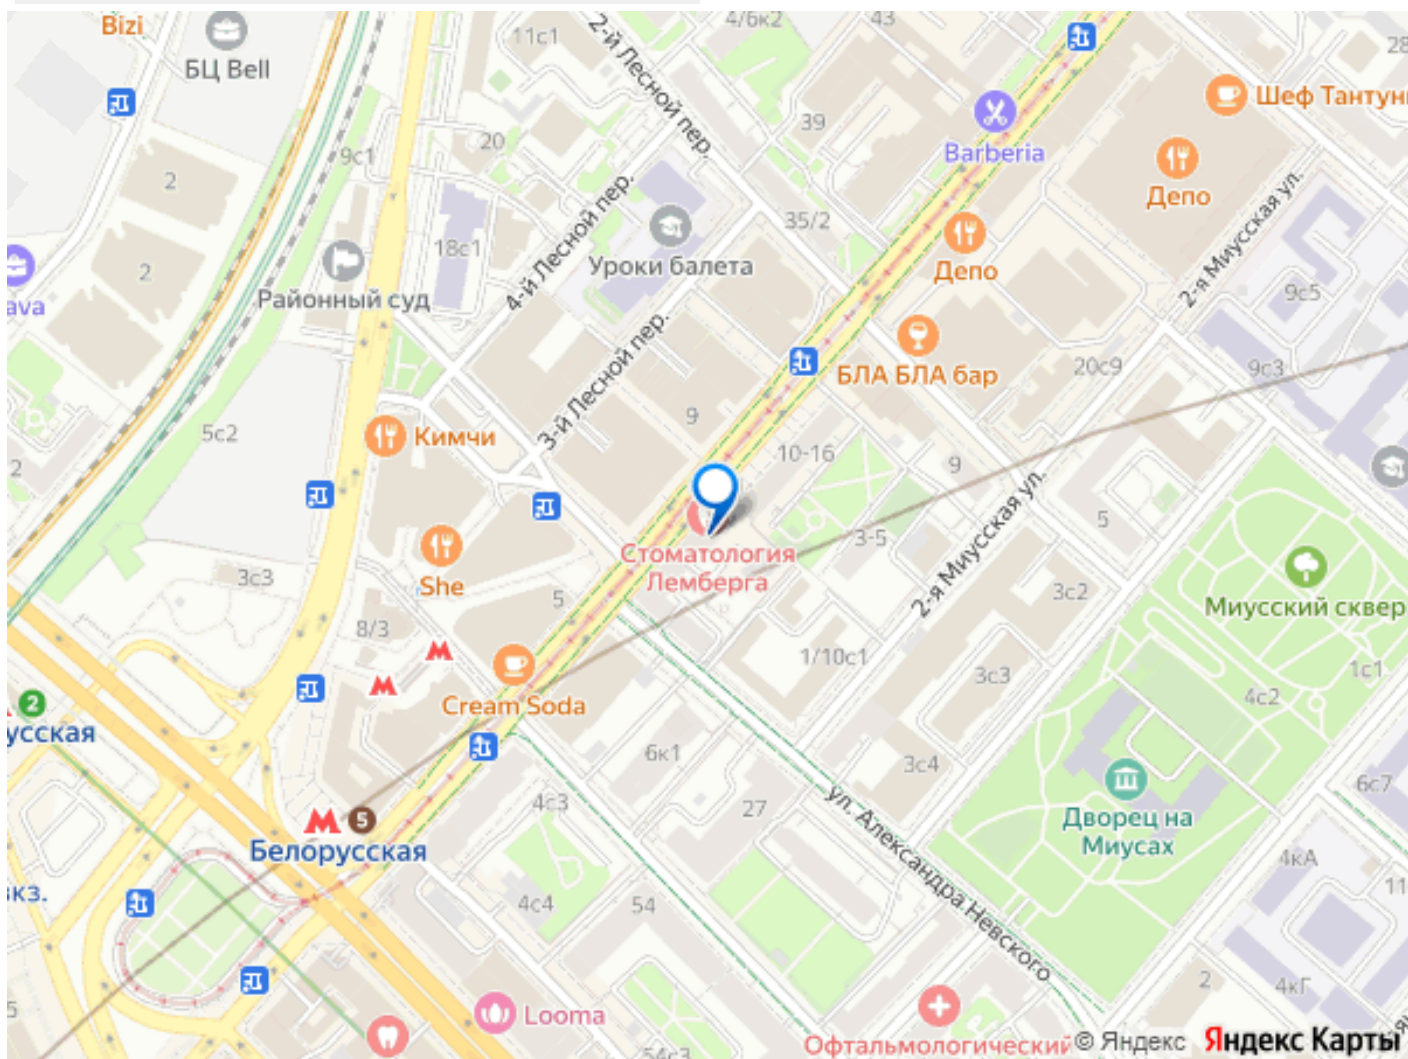 Bizi
БЦ Bell
11с1
2-й Лесной пер.
4/6к2
43
28
Шеф Тантуни
39
Barberia
Депо
2
9с1
20
4-й Лесной пер.
35/2
2-я Миусская ул.
18с1
Уроки балета
Депо
2
Районный суд
ava
9с5
3-й Лесной пер.
БЛА БЛА бар
20с9
9с3
5с2
Кимчи
9
10-16
9
2
2-я Миусская ул.
5
3-5
Стоматология
Лемберга
She
3с3
5
3с2
Миусский сквер
8/3
1/10с1
1с1
3с3
4с2
Cream Soda
2
усская
6к1
3с4
6с7
ул. Александра Невского
Дворец на
Миусах
4с3
27
5
Белорусская
4кА
11
кз.
4с4
54
2
4кГ
5
Looma
54с3
Офтальмологический
© Яндекс
Яндекс Карты